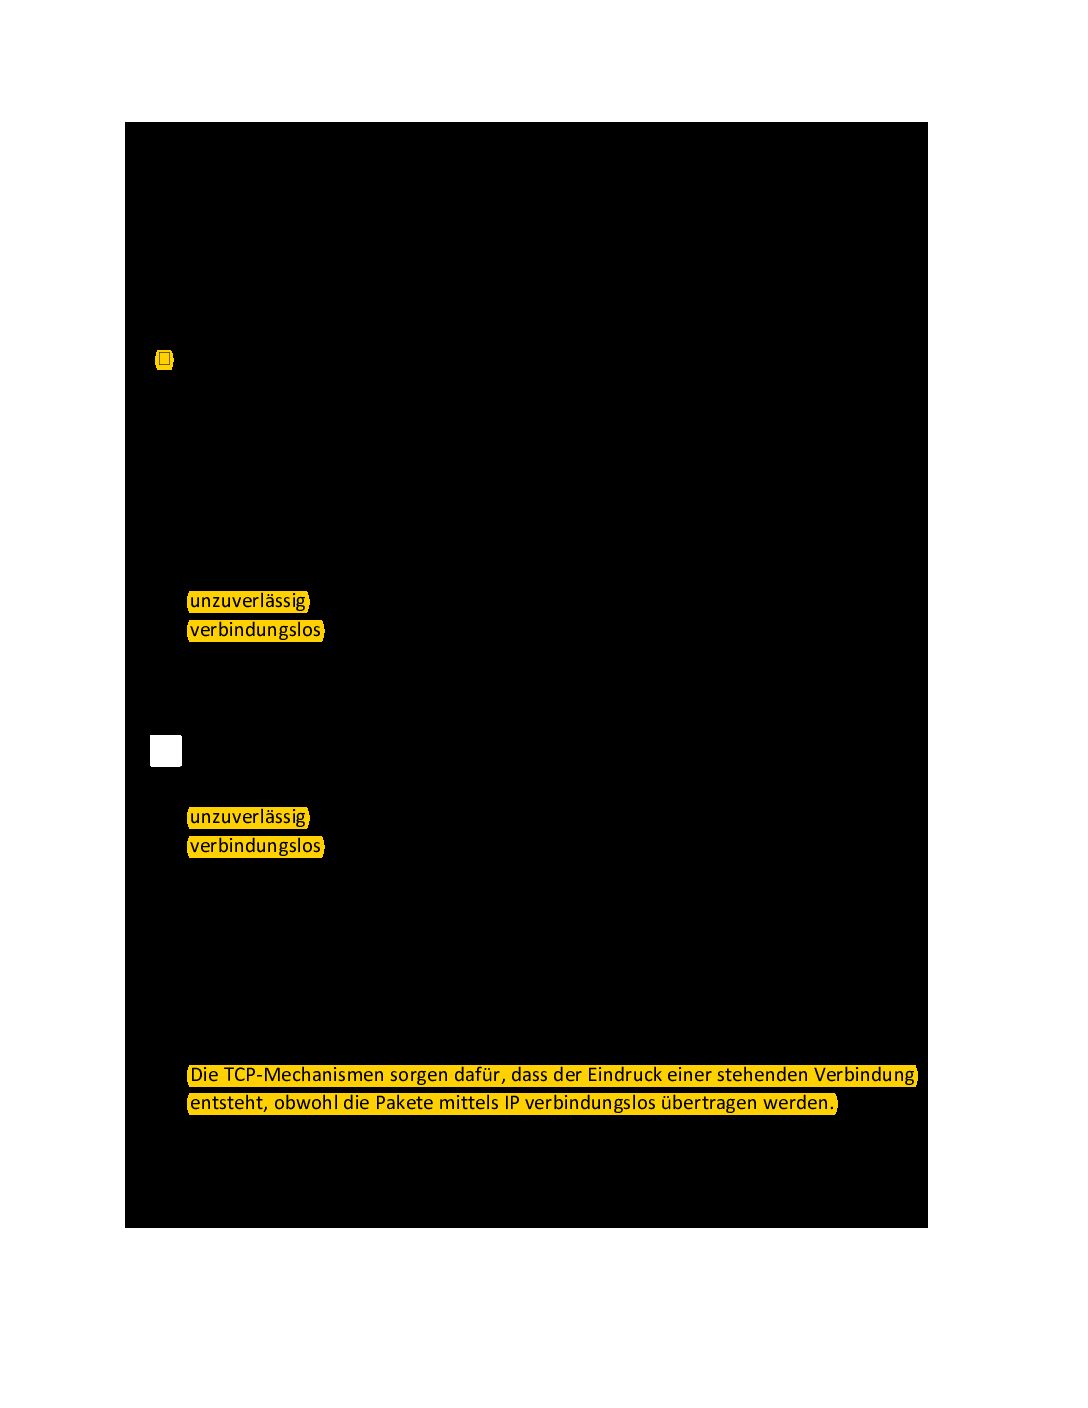 unzuverlässig
verbindungslos
unzuverlässig
verbindungslos
Die TCP-Mechanismen sorgen dafür, dass der Eindruck einer stehenden Verbindung
entsteht, obwohl die Pakete mittels IP verbindungslos übertragen werden.